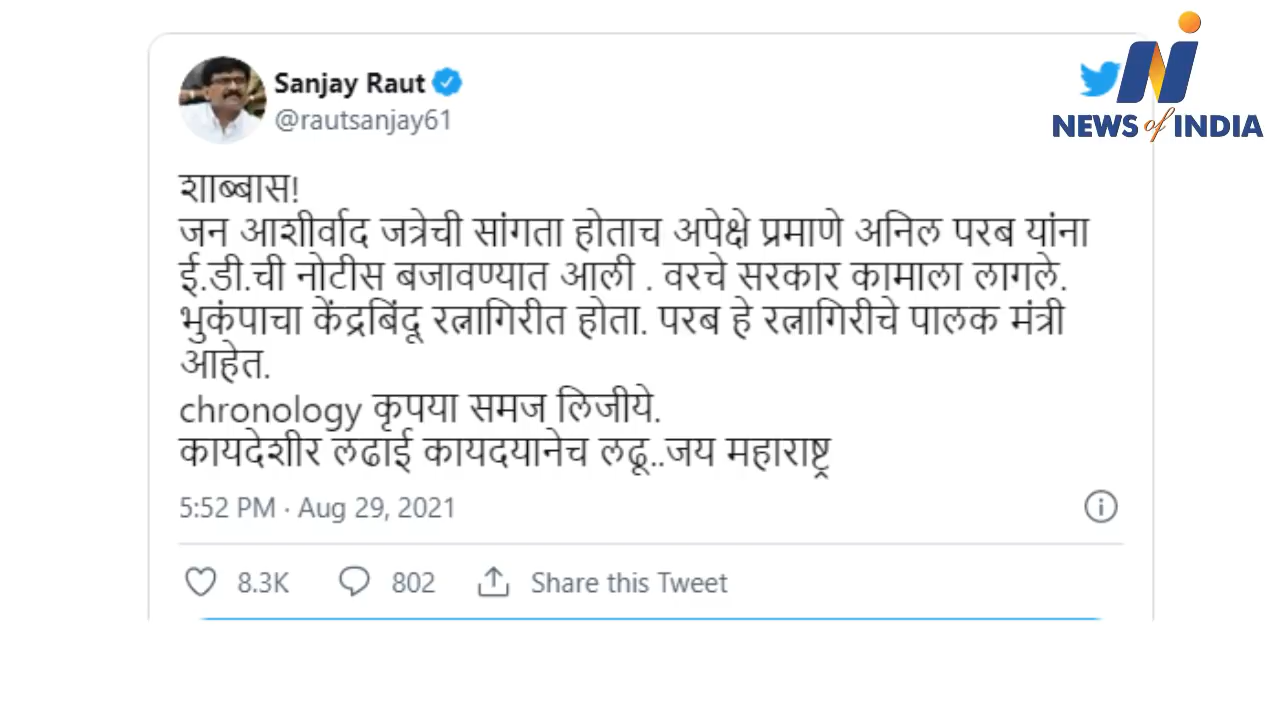 Sanjay Raut
@rautsanjay61
NEWS of INDIA
शाब्बास!
जन आशीर्वाद जत्रेची सांगता होताच अपेक्षे प्रमाणे अनिल परब यांना
ई.डी.ची नोटीस बजावण्यात आली . वरचे सरकार कामाला लागले.
भुकंपाचा केंद्रबिंदू रत्नागिरीत होता. परब हे रत्नागिरीचे पालक मंत्री
आहेत.
chronology कृपया समज लिजीये.
कायदेशीर लढाई कायदयानेच लढू..जय महाराष्ट्र
5:52 PM · Aug 29, 2021
8.3K 802 Share this Tweet